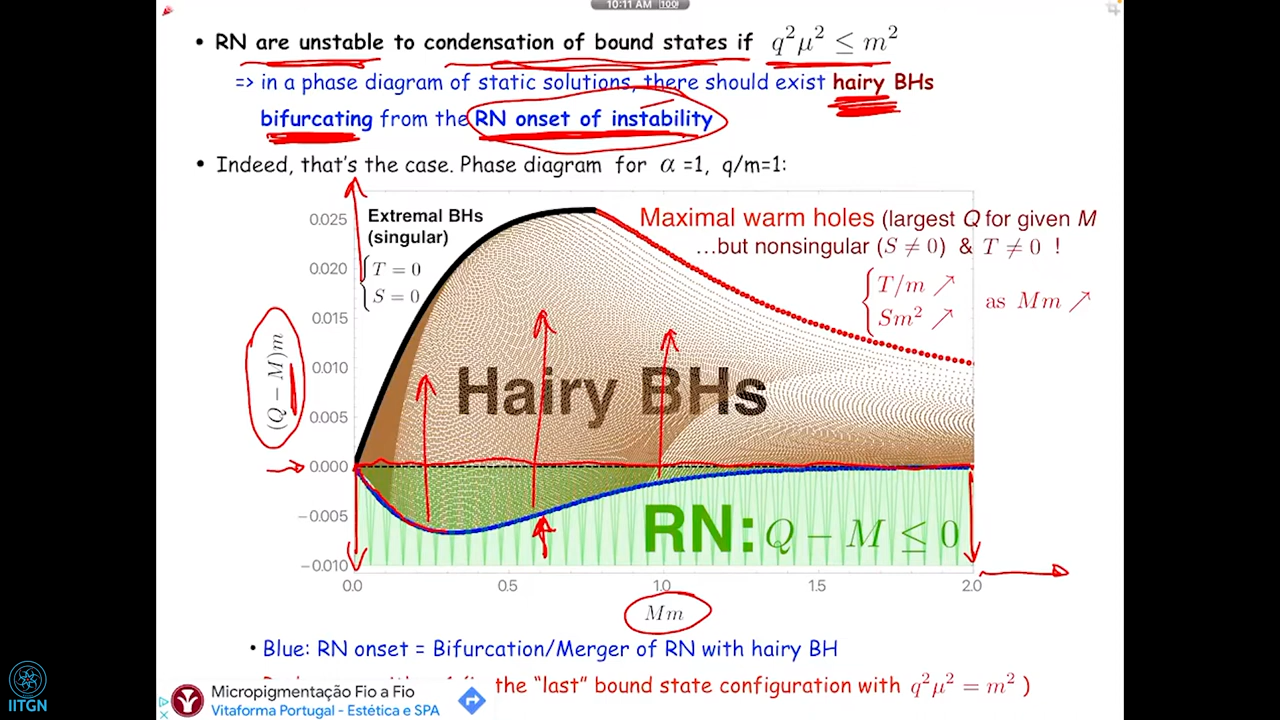 10:11 AM 100%
• RN are unstable to condensation of bound states if q²μ² ≤ m²
=> in a phase diagram of static solutions, there should exist hairy BHs
bifurcating from the RN onset of instability
• Indeed, that's the case. Phase diagram for α =1, q/m=1:
0.025
0.020
0.015
0.010
0.005
0.000
−0.005
−0.010
(Q − M)m
Extremal BHs
(singular)
{ T = 0
S = 0
Maximal warm holes (largest Q for given M
...but nonsingular (S ≠ 0) & T ≠ 0 !
{ T/m ↗
Sm² ↗
as Mm ↗
Hairy BHs
RN: Q − M ≤ 0
0.0 0.5 1.0 1.5 2.0
Mm
• Blue: RN onset = Bifurcation/Merger of RN with hairy BH
the "last" bound state configuration with q²μ² = m² )
Micropigmentação Fio a Fio
Vitaforma Portugal - Estética e SPA
IITGN